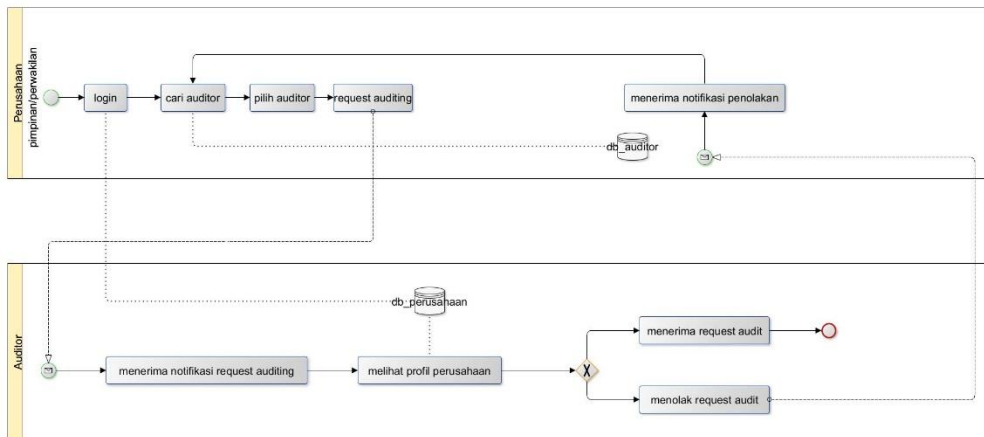 Perusahaan
pimpinan/perwakilan
login
cari auditor
pilih auditor
request auditing
menerima notifikasi penolakan
db_auditor
Auditor
db_perusahaan
menerima notifikasi request auditing
melihat profil perusahaan
X
menerima request audit
menolak request audit